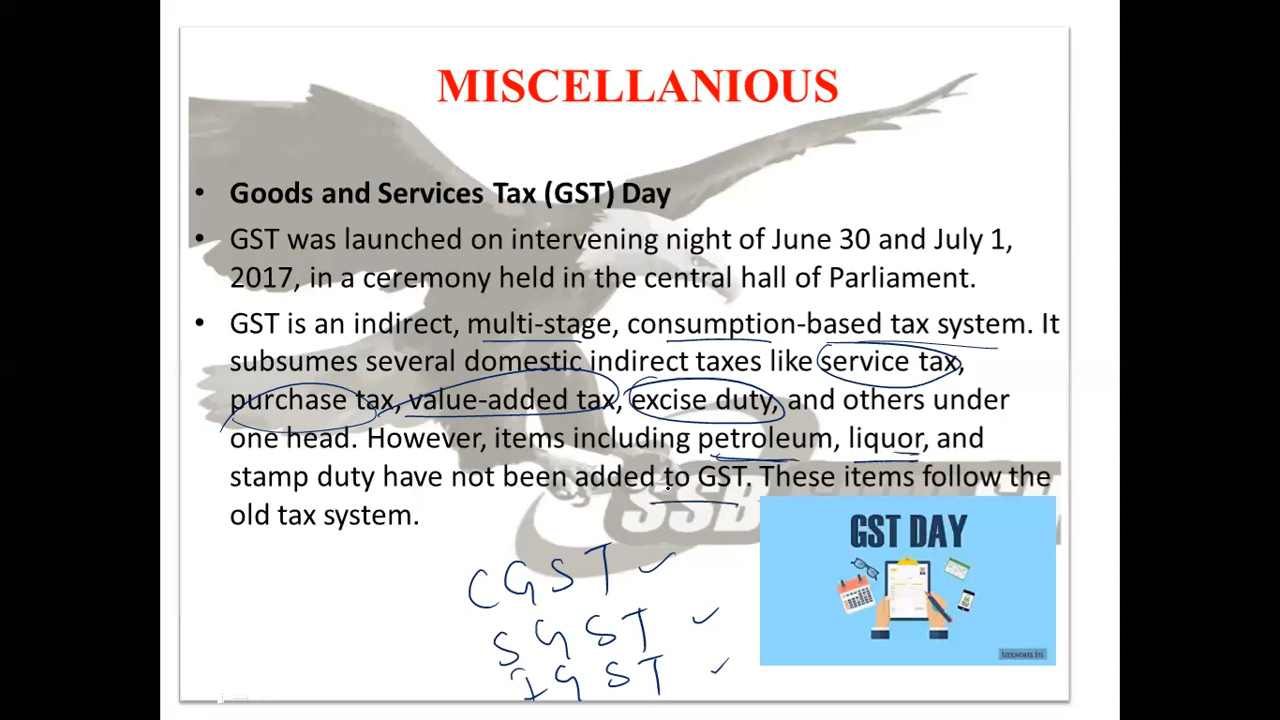 MISCELLANIOUS
• Goods and Services Tax (GST) Day
• GST was launched on intervening night of June 30 and July 1,
2017, in a ceremony held in the central hall of Parliament.
• GST is an indirect, multi-stage, consumption-based tax system. It
subsumes several domestic indirect taxes like service tax,
purchase tax, value-added tax, excise duty, and others under
one head. However, items including petroleum, liquor, and
stamp duty have not been added to GST. These items follow the
old tax system.
SSB
GST DAY
CGST ✓
SGST ✓
IGST ✓
taxscan.in